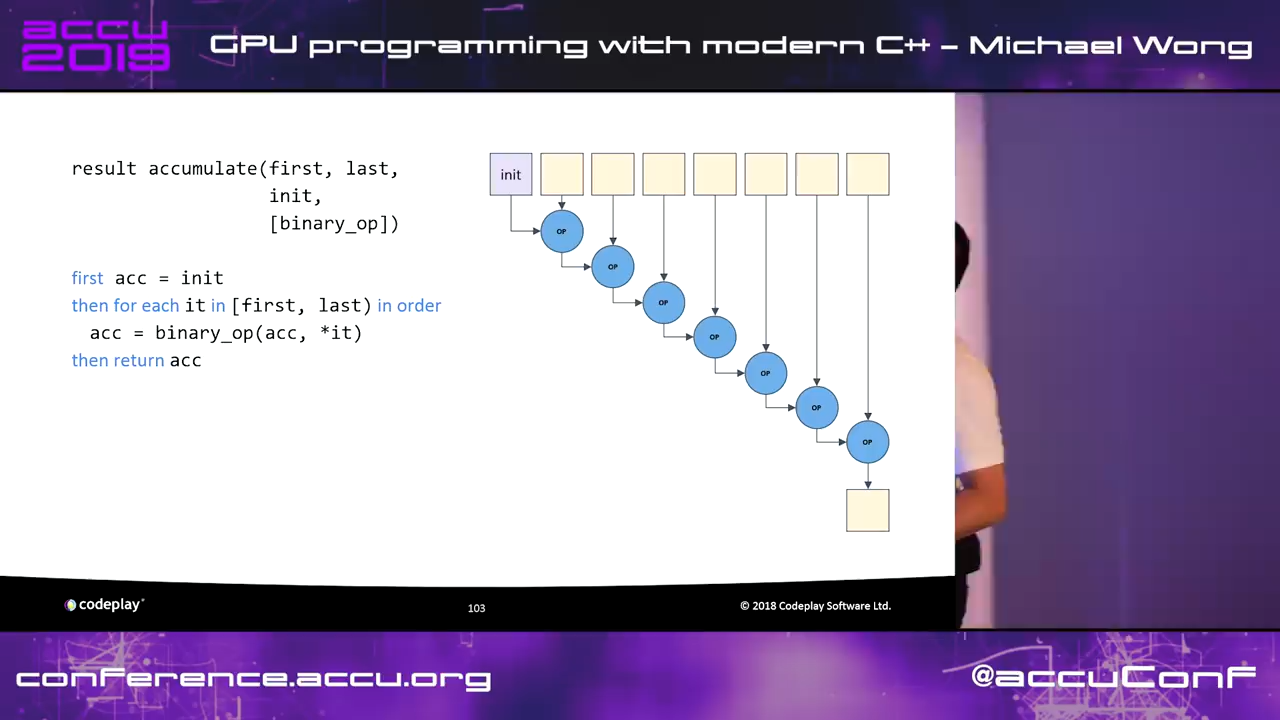 accu
2019
GPU programming with modern C++ – Michael Wong
result accumulate(first, last,
init,
[binary_op])
first acc = init
then for each it in [first, last) in order
acc = binary_op(acc, *it)
then return acc
init
OP
OP
OP
OP
OP
OP
OP
codeplay
103
© 2018 Codeplay Software Ltd.
conference.accu.org
@accuConf